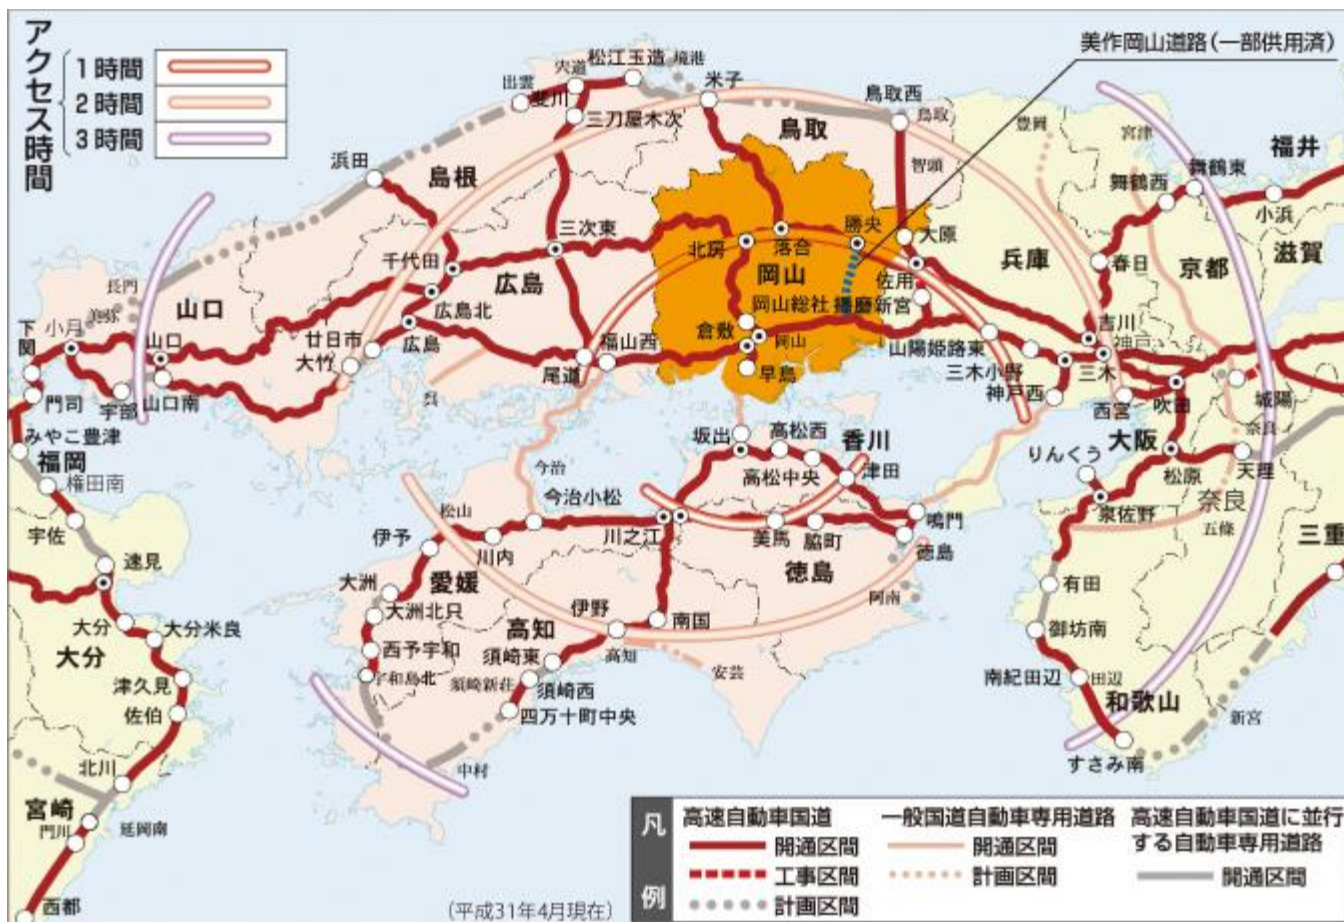 アクセス時間
1時間
2時間
3時間
美作岡山道路(一部供用済)
松江玉造
境港
宍道
出雲
斐川
米子
鳥取西
鳥取
三刀屋木次
鳥取
豊岡
宮津
舞鶴東
福井
浜田
島根
智頭
舞鶴西
小浜
三次東
勝央
大原
兵庫
京都
滋賀
北房
落合
春日
千代田
広島
岡山
佐用
長門
山口
広島北
岡山総社
播磨新宮
吉川
美祢
小月
下関
山口
廿日市
広島
福山西
倉敷
岡山
山陽姫路東
神戸
三木
大竹
尾道
早島
三木小野
神戸西
西宮
吹田
城陽
門司
宇部
山口南
呉
奈良
みやこ豊津
坂出
高松西
香川
大阪
天理
福岡
今治
高松中央
津田
りんくう
松原
権田南
松山
今治小松
鳴門
泉佐野
奈良
五條
宇佐
伊予
川内
川之江
美馬
脇町
徳島
三重
速見
大洲
愛媛
徳島
阿南
有田
大分
大分米良
大洲北只
伊野
南国
御坊南
大分
西予宇和
高知
須崎東
高知
安芸
津久見
宇和島北
須崎新荘
須崎西
南紀田辺
田辺
佐伯
四万十町中央
和歌山
新宮
北川
中村
すさみ南
宮崎
門川
延岡南
西都
(平成31年4月現在)
凡例
高速自動車国道
開通区間
工事区間
計画区間
一般国道自動車専用道路
開通区間
計画区間
高速自動車国道に並行
する自動車専用道路
開通区間